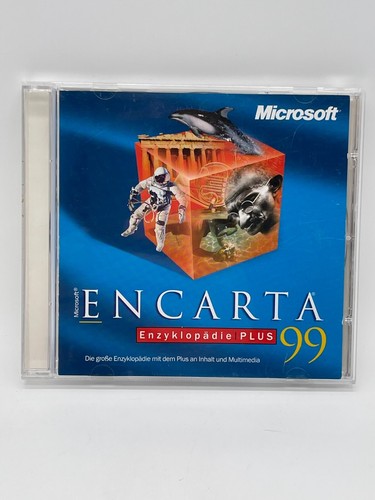 Microsoft®
Microsoft®
ENCARTA®
Enzyklopädie PLUS
99
Die große Enzyklopädie mit dem Plus an Inhalt und Multimedia